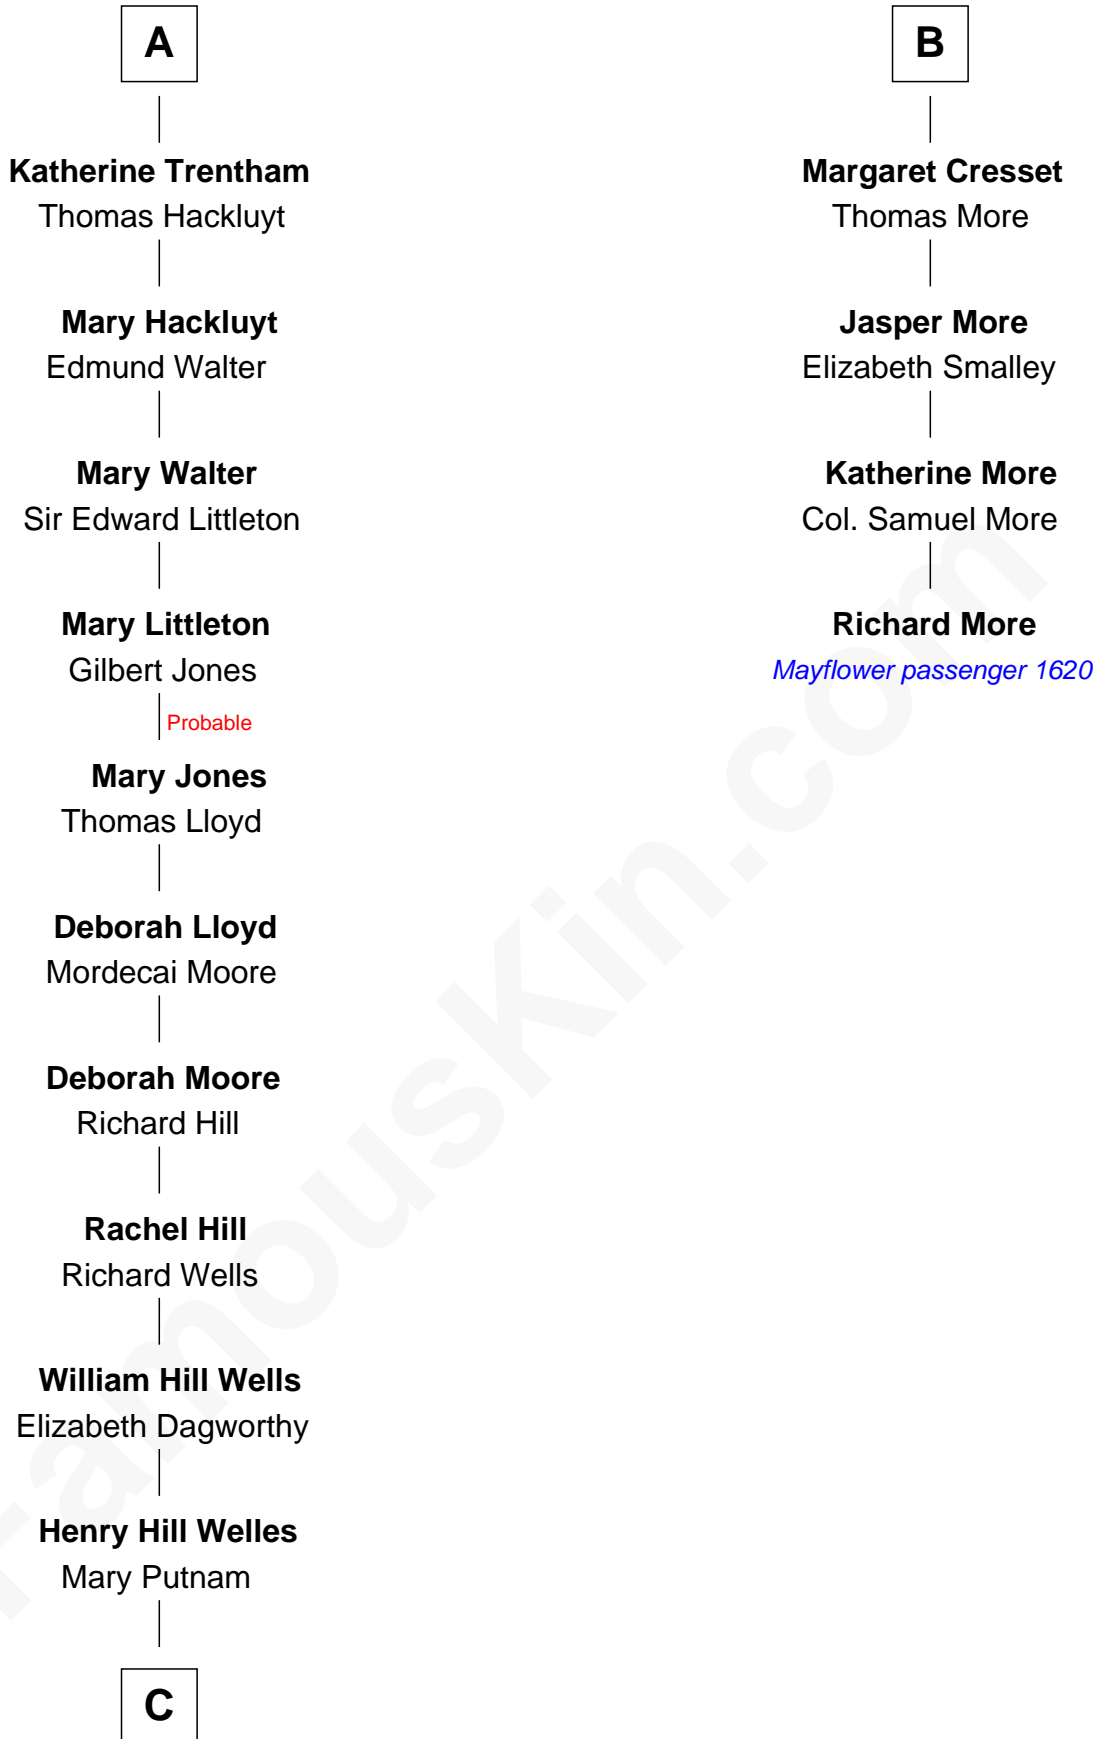 A
Katherine Trentham
Thomas Hackluyt
Mary Hackluyt
Edmund Walter
Mary Walter
Sir Edward Littleton
Mary Littleton
Gilbert Jones
Probable
Mary Jones
Thomas Lloyd
Deborah Lloyd
Mordecai Moore
Deborah Moore
Richard Hill
Rachel Hill
Richard Wells
William Hill Wells
Elizabeth Dagworthy
Henry Hill Welles
Mary Putnam
C
B
Margaret Cresset
Thomas More
Jasper More
Elizabeth Smalley
Katherine More
Col. Samuel More
Richard More
Mayflower passenger 1620
FamousKin.com